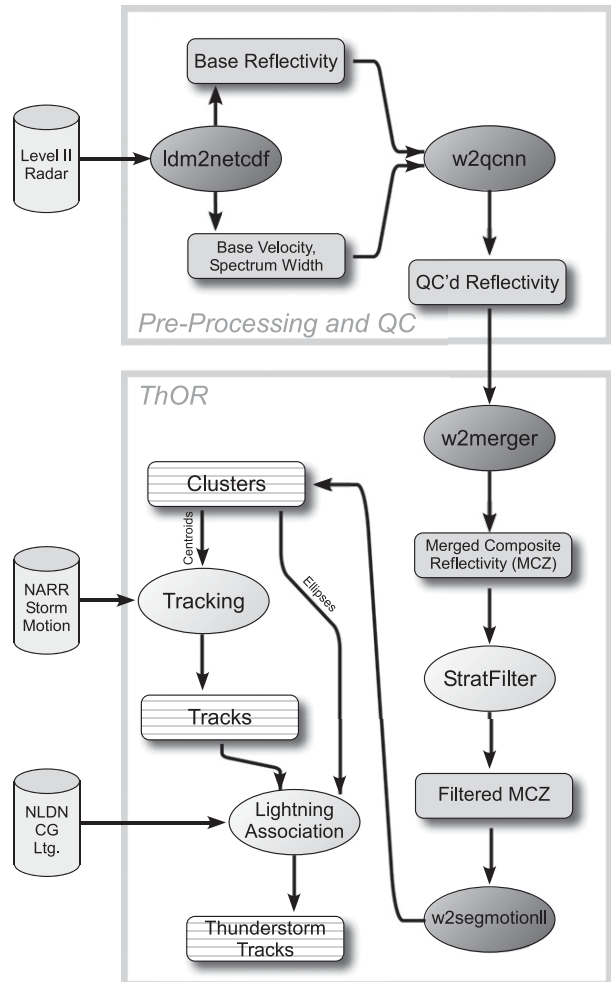 Base Reflectivity
Level II
Radar
ldm2netcdf
w2qcnn
Base Velocity,
Spectrum Width
QC'd Reflectivity
Pre-Processing and QC
ThOR
w2merger
Clusters
Centroids
Ellipses
Merged Composite
Reflectivity (MCZ)
NARR
Storm
Motion
Tracking
StratFilter
Tracks
Filtered MCZ
NLDN
CG
Ltg.
Lightning
Association
w2segmotionll
Thunderstorm
Tracks